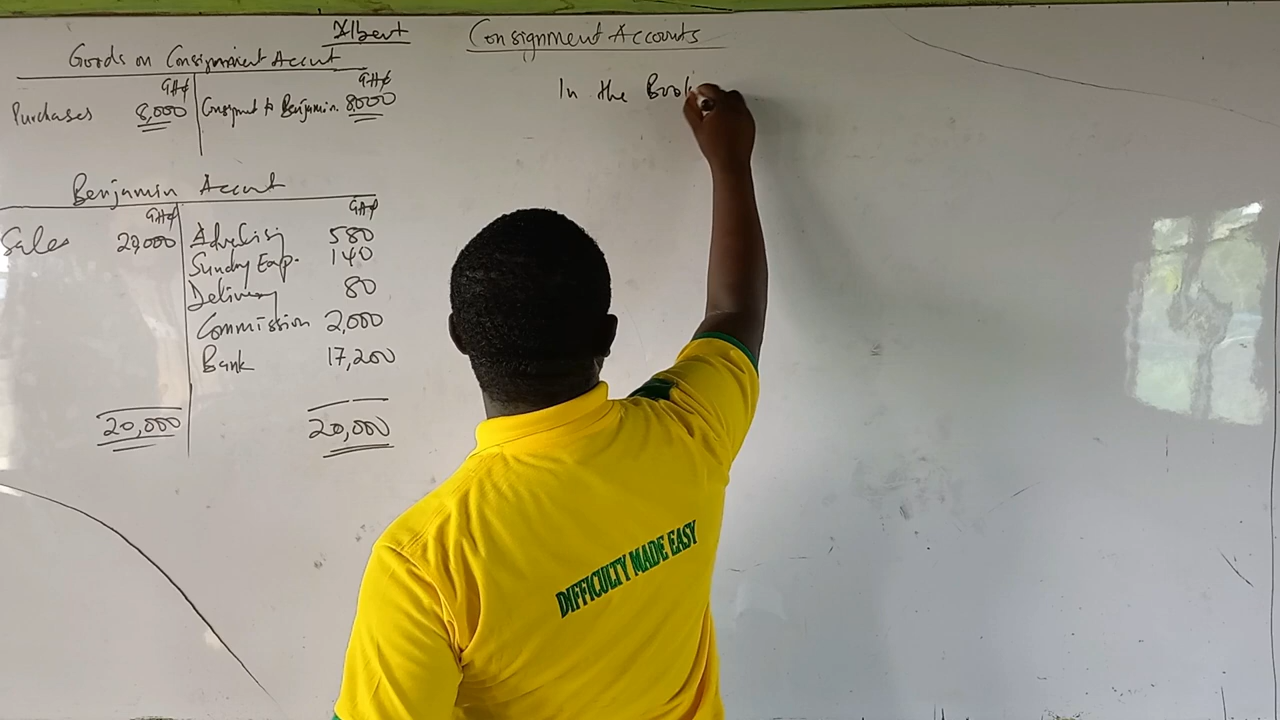 Albert
Consignment Accounts
Goods on Consignment Account
GH¢ GH¢
Purchases 8,000 Consignmt to Benjamin. 8000
In the Book
Benjamin Account
GH¢ GH¢
Sales 20,000 Advertising 580
Sundry Exp. 140
Delivery 80
Commission 2,000
Bank 17,200
20,000 20,000
DIFFICULTY MADE EASY